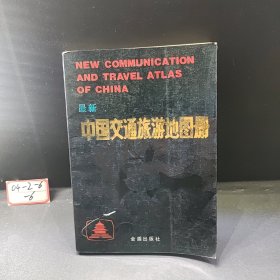 NEW COMMUNICATION
AND TRAVEL ATLAS
OF CHINA
最新
中国交通旅游地图册
金盾出版社
04-2-6
-6